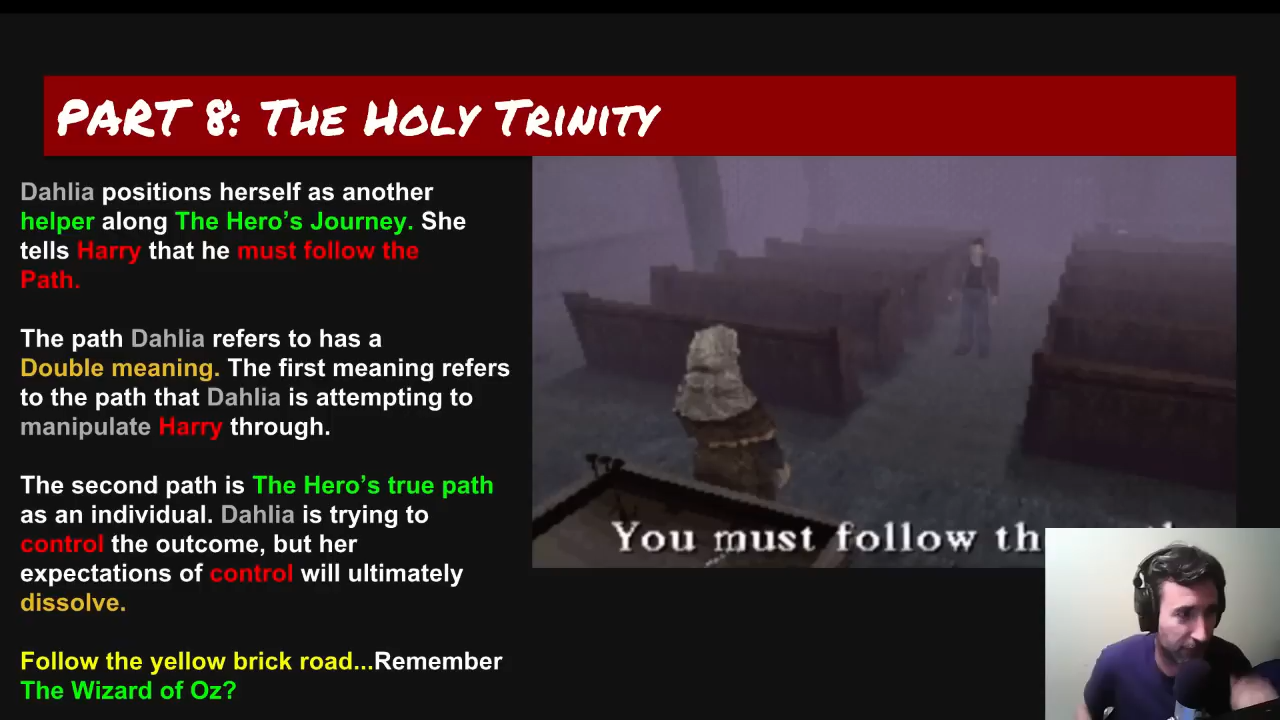 PART 8: The Holy Trinity
Dahlia positions herself as another
helper along The Hero's Journey. She
tells Harry that he must follow the
Path.
The path Dahlia refers to has a
Double meaning. The first meaning refers
to the path that Dahlia is attempting to
manipulate Harry through.
The second path is The Hero's true path
as an individual. Dahlia is trying to
control the outcome, but her
expectations of control will ultimately
dissolve.
Follow the yellow brick road...Remember
The Wizard of Oz?
You must follow